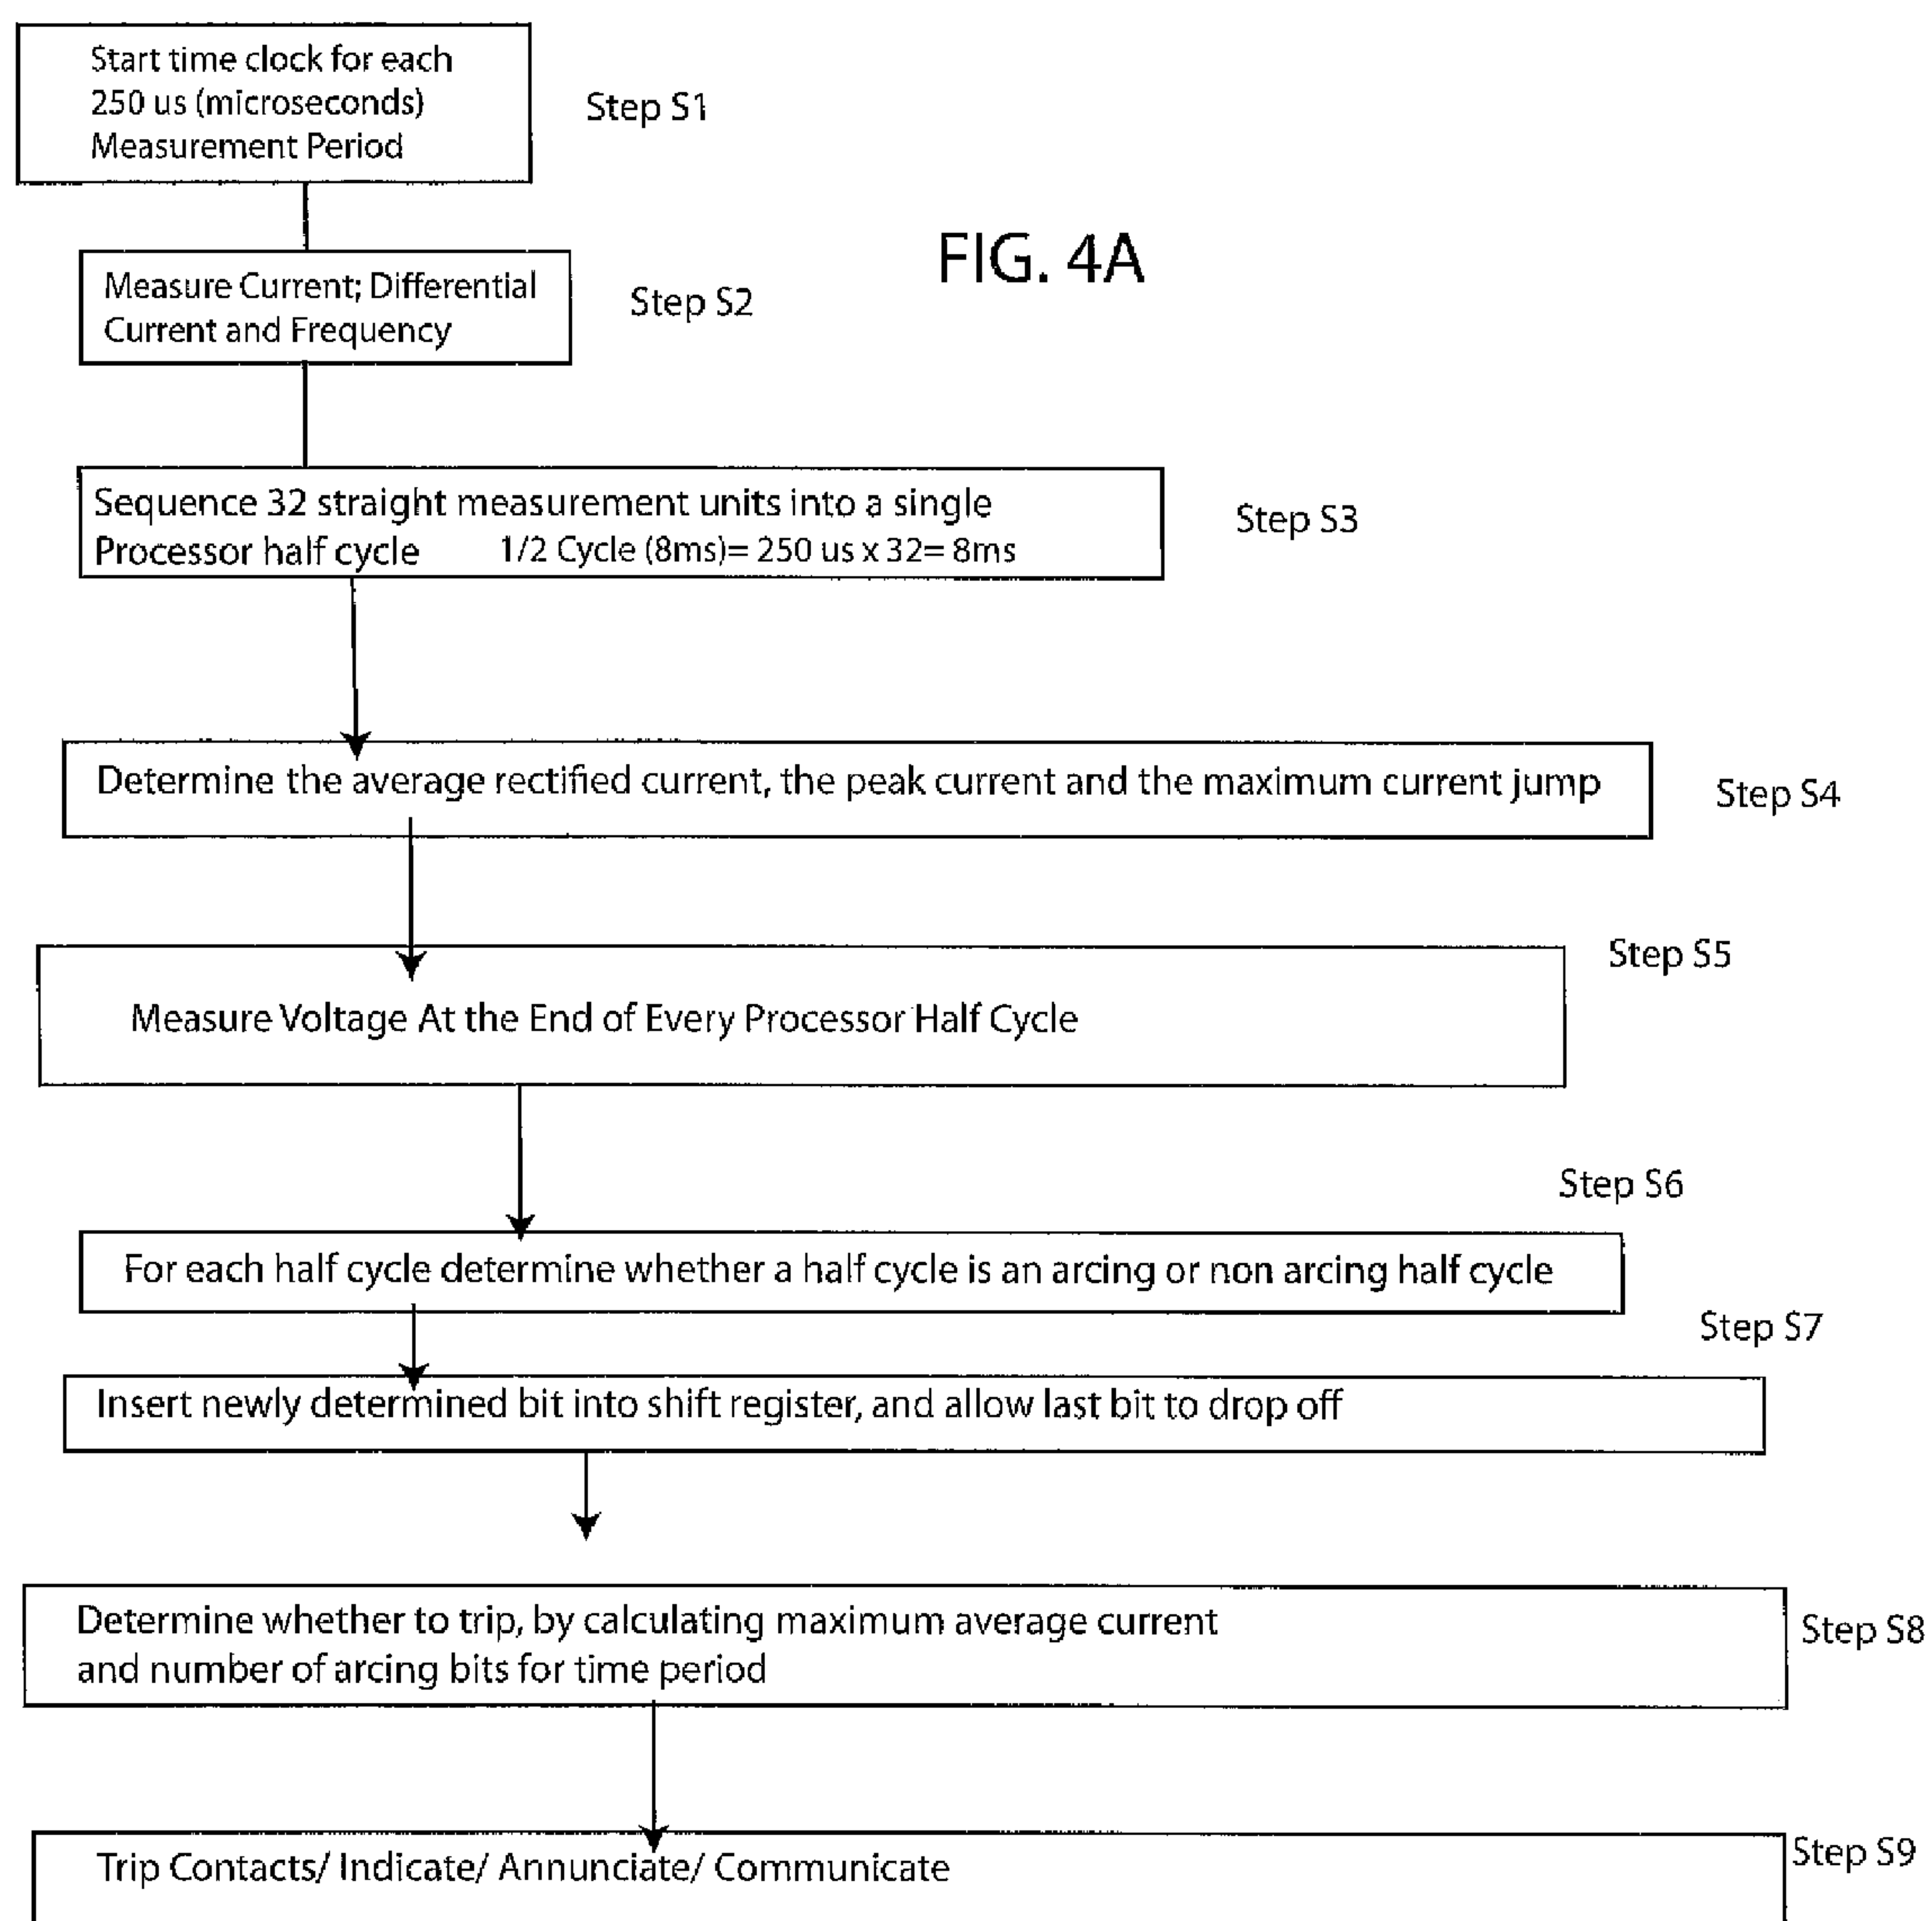 Start time clock for each
250 us (microseconds)
Measurement Period
Step S1
FIG. 4A
Measure Current; Differential
Current and Frequency
Step S2
Sequence 32 straight measurement units into a single
Processor half cycle 1/2 Cycle (8ms)= 250 us x 32= 8ms
Step S3
Determine the average rectified current, the peak current and the maximum current jump
Step S4
Step S5
Measure Voltage At the End of Every Processor Half Cycle
Step S6
For each half cycle determine whether a half cycle is an arcing or non arcing half cycle
Step S7
Insert newly determined bit into shift register, and allow last bit to drop off
Determine whether to trip, by calculating maximum average current
and number of arcing bits for time period
Step S8
Trip Contacts/ Indicate/ Annunciate/ Communicate
Step S9